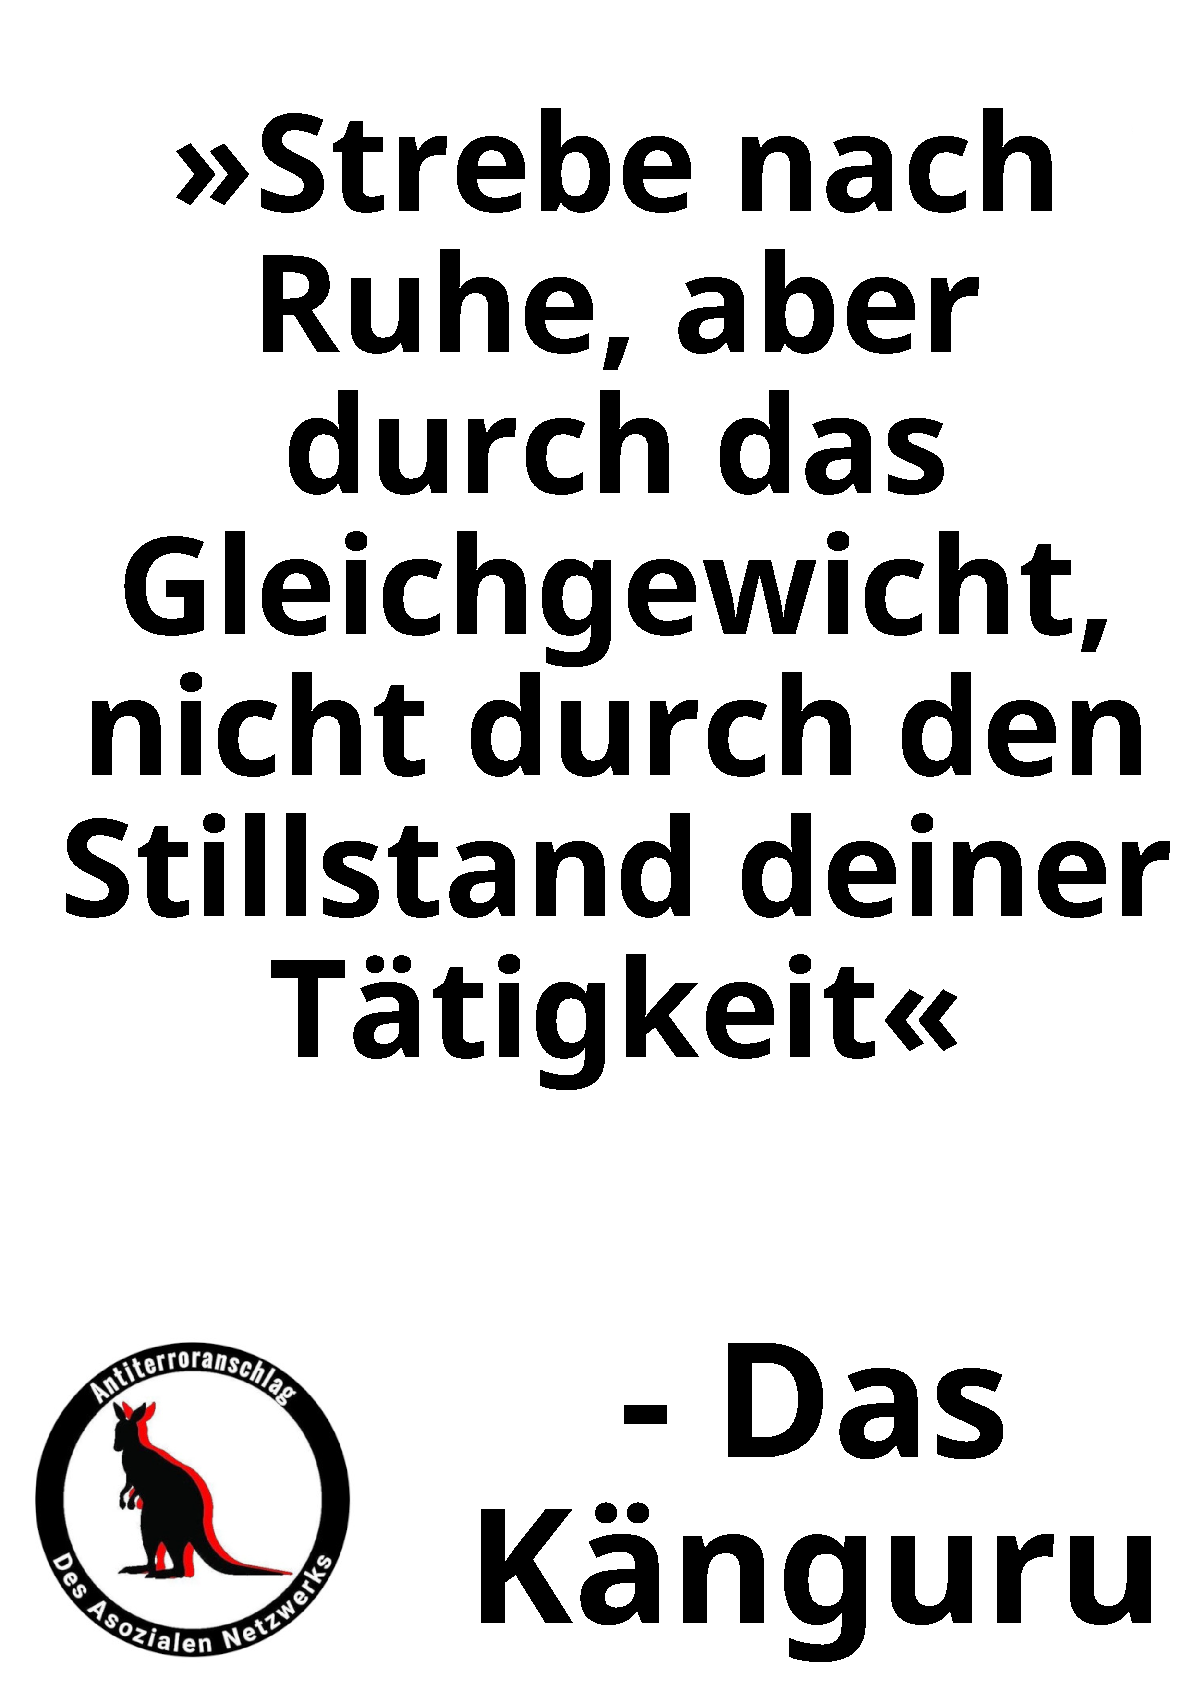 »Strebe nach
Ruhe, aber
durch das
Gleichgewicht,
nicht durch den
Stillstand deiner
Tätigkeit«
Antiterroranschlag
Des Asozialen Netzwerks
- Das
Känguru